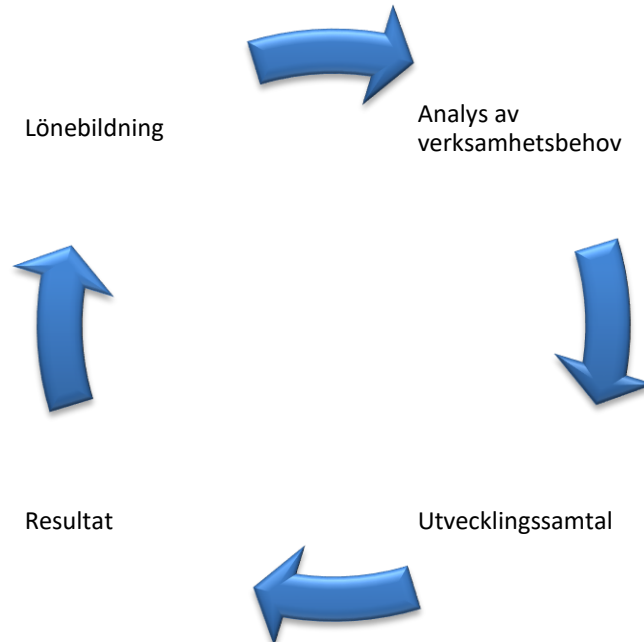 Lönebildning
Analys av
verksamhetsbehov
Resultat
Utvecklingssamtal